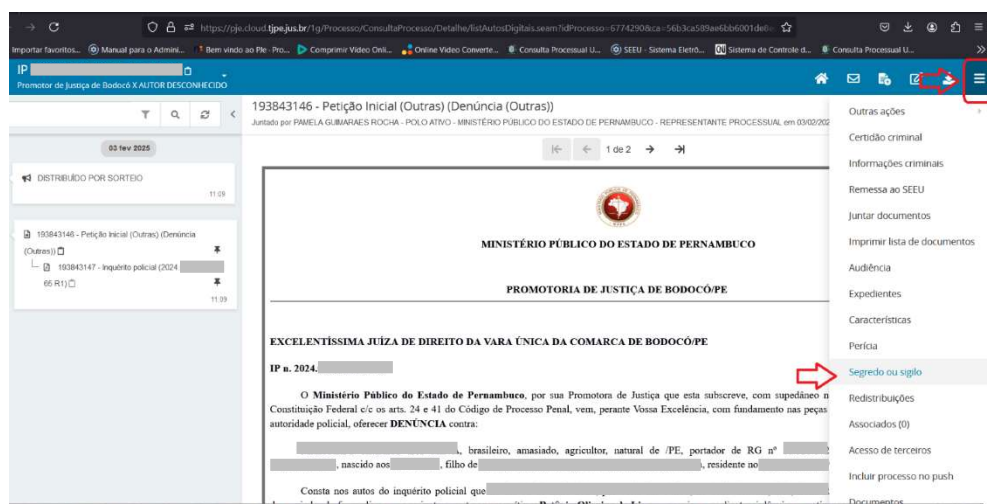 https://pje.cloud.tjpe.jus.br/1g/Processo/ConsultaProcesso/Detalhe/listAutosDigitais.seam?idProcesso=6774290&ca=56b3ca589ae6bb6001de
Importar favoritos...
Manual para o Admini...
Bem vindo ao PJe - Pro...
Comprimir Vídeo Onli...
Online Video Converte...
Consulta Processual U...
SEEU - Sistema Eletrô...
Sistema de Controle d...
Consulta Processual U...
IP
Promotor de Justiça de Bodocó X AUTOR DESCONHECIDO
03 fev 2025
DISTRIBUÍDO POR SORTEIO
11:09
193843146 - Petição Inicial (Outras) (Denúncia
(Outras))
193843147 - Inquérito policial (2024
65 R1)
11:09
193843146 - Petição Inicial (Outras) (Denúncia (Outras))
Juntado por PAMELA GUIMARAES ROCHA - POLO ATIVO - MINISTÉRIO PÚBLICO DO ESTADO DE PERNAMBUCO - REPRESENTANTE PROCESSUAL em 03/02/202
1 de 2
MINISTÉRIO PÚBLICO DO ESTADO DE PERNAMBUCO
PROMOTORIA DE JUSTIÇA DE BODOCÓ/PE
EXCELENTÍSSIMA JUÍZA DE DIREITO DA VARA ÚNICA DA COMARCA DE BODOCÓ/PE
IP n. 2024.
O Ministério Público do Estado de Pernambuco, por sua Promotora de Justiça que esta subscreve, com supedâneo n
Constituição Federal c/c os arts. 24 e 41 do Código de Processo Penal, vem, perante Vossa Excelência, com fundamento nas peças
autoridade policial, oferecer DENÚNCIA contra:
, brasileiro, amasiado, agricultor, natural de /PE, portador de RG nº
, nascido aos , filho de , residente no
Consta nos autos do inquérito policial que
Outras ações
Certidão criminal
Informações criminais
Remessa ao SEEU
Juntar documentos
Imprimir lista de documentos
Audiência
Expedientes
Características
Perícia
Segredo ou sigilo
Redistribuições
Associados (0)
Acesso de terceiros
Incluir processo no push
Documentos